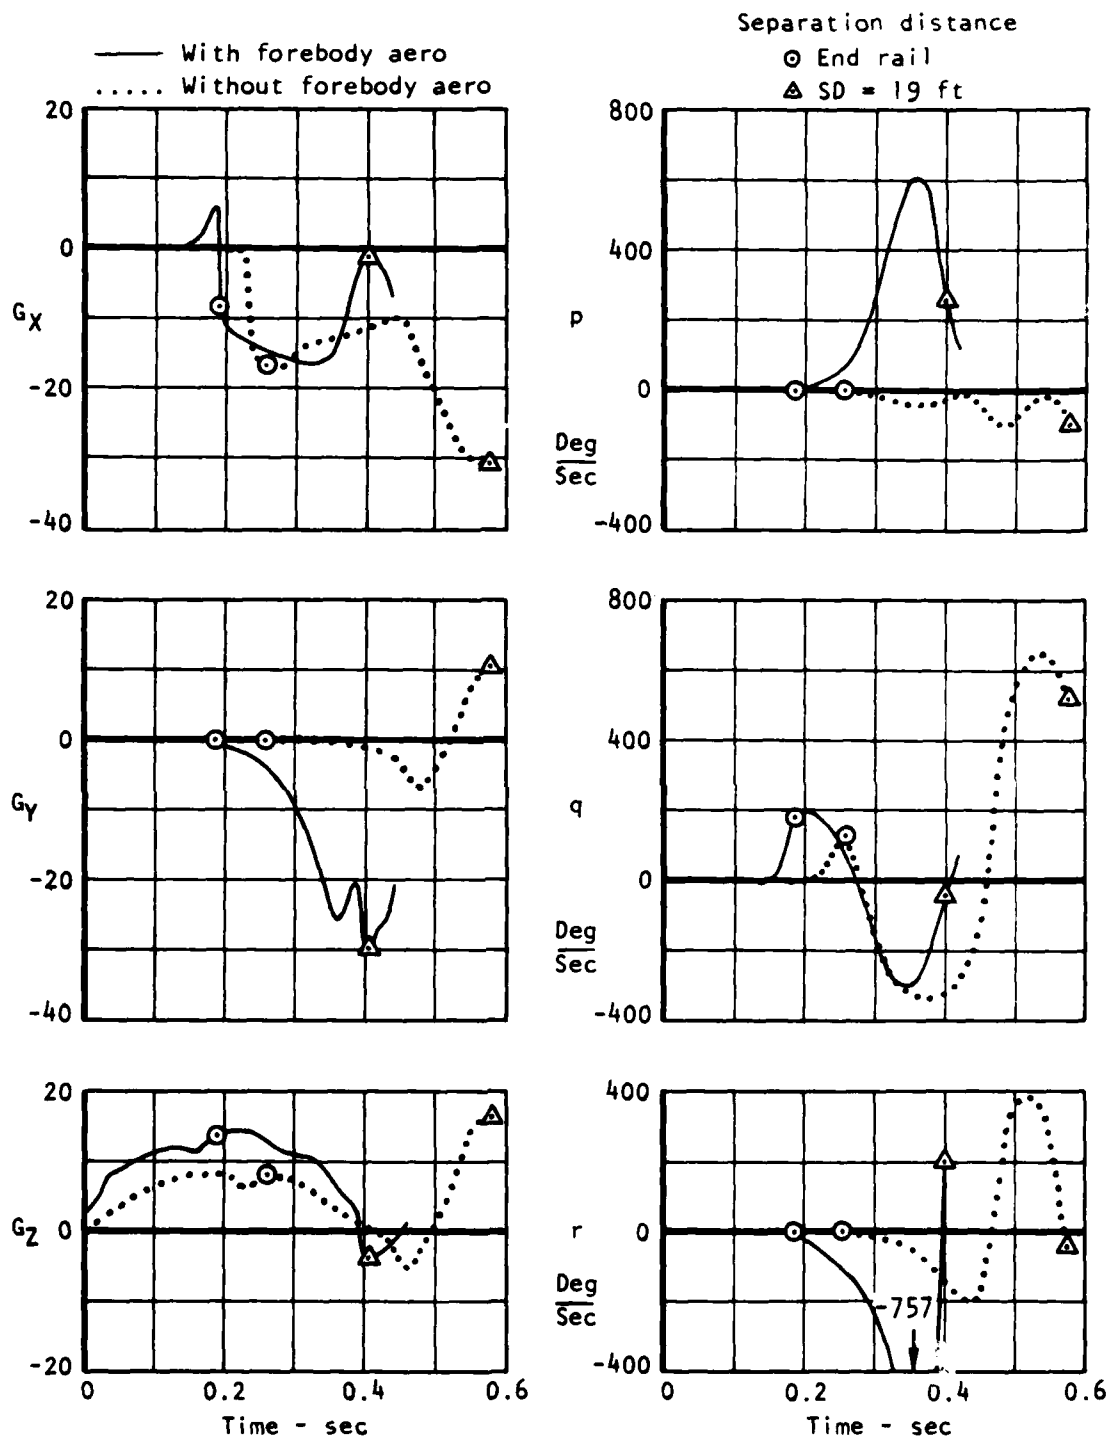 With forebody aero
Without forebody aero
Separation distance
End rail
SD = 19 ft
20
0
-20
-40
GX
800
400
0
-400
p
Deg
Sec
20
0
-20
-40
GY
800
400
0
-400
q
Deg
Sec
20
0
-20
GZ
0 0.2 0.4 0.6
Time - sec
400
0
-400
r
Deg
Sec
-757
0 0.2 0.4 0.6
Time - sec